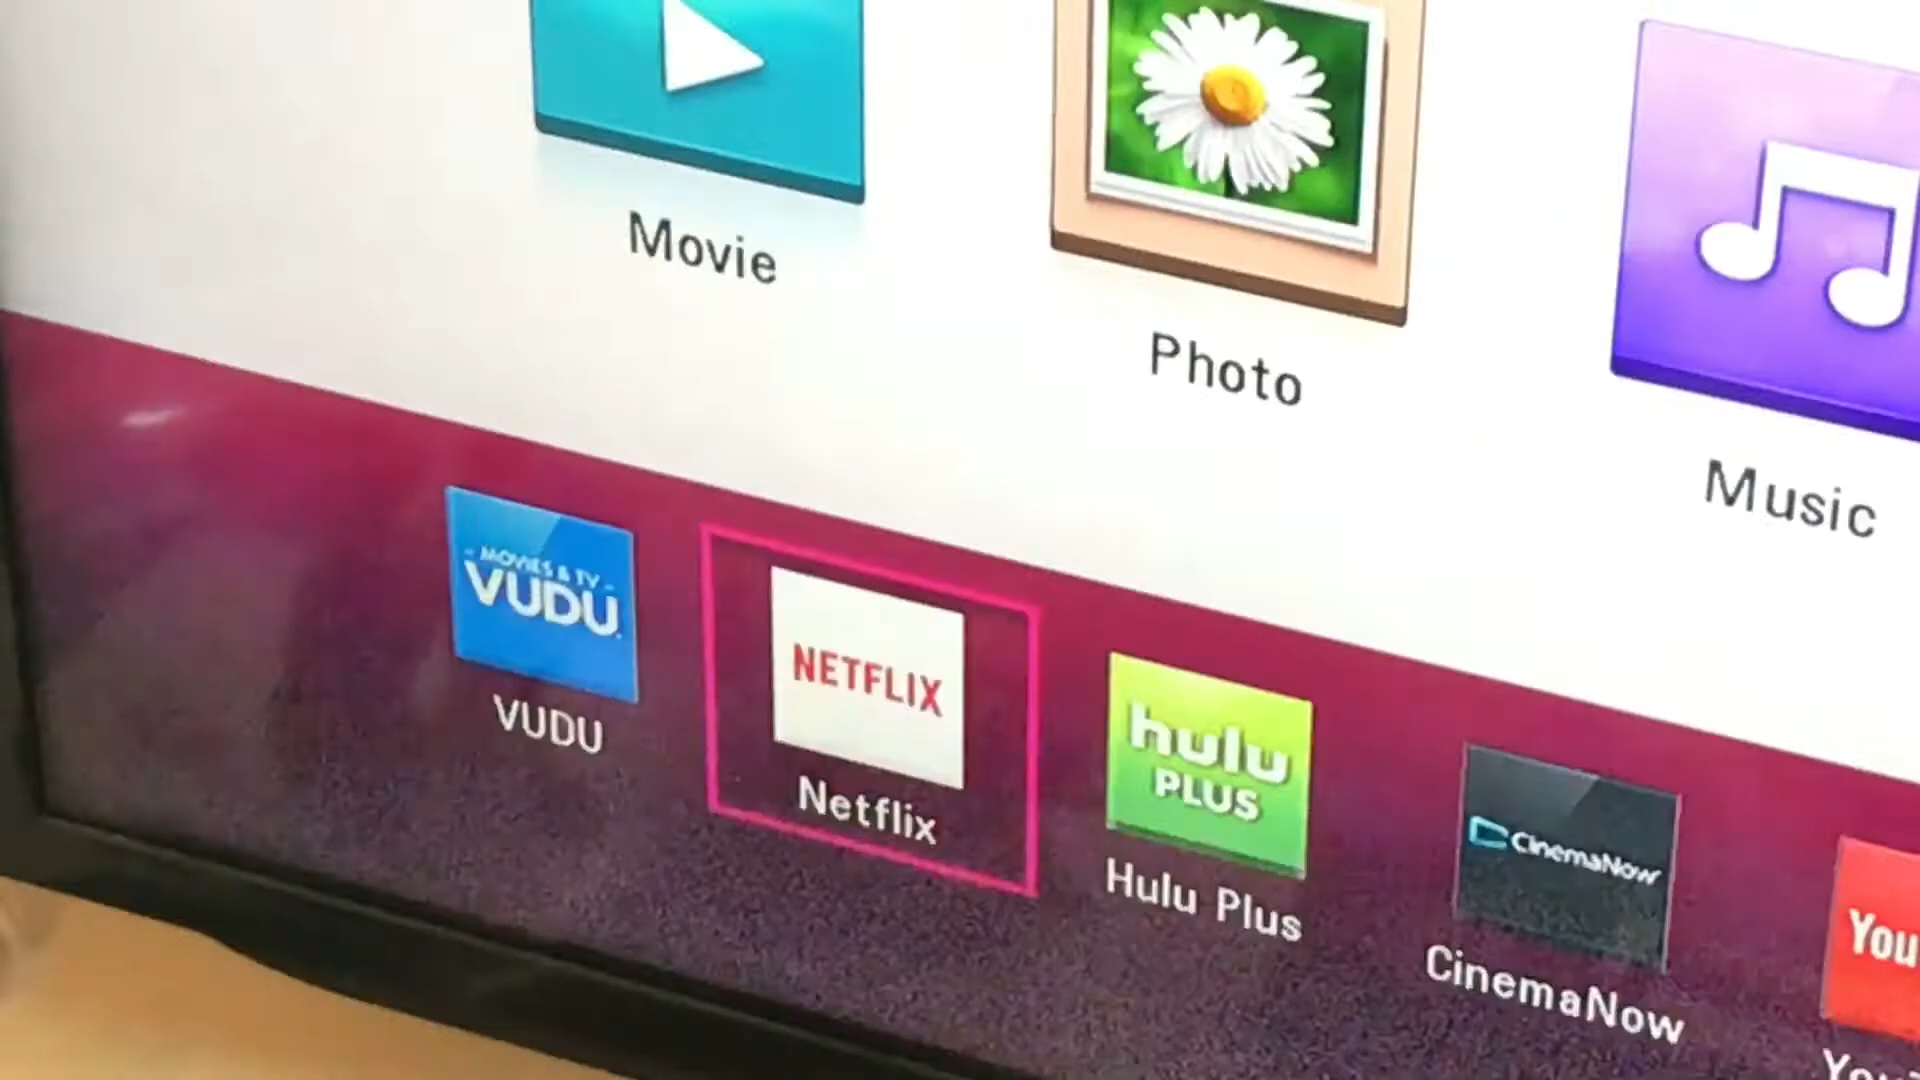 Movie
Photo
Music
MOVIES & TV
VUDU
VUDU
NETFLIX
Netflix
hulu
PLUS
Hulu Plus
CinemaNow
CinemaNow
You